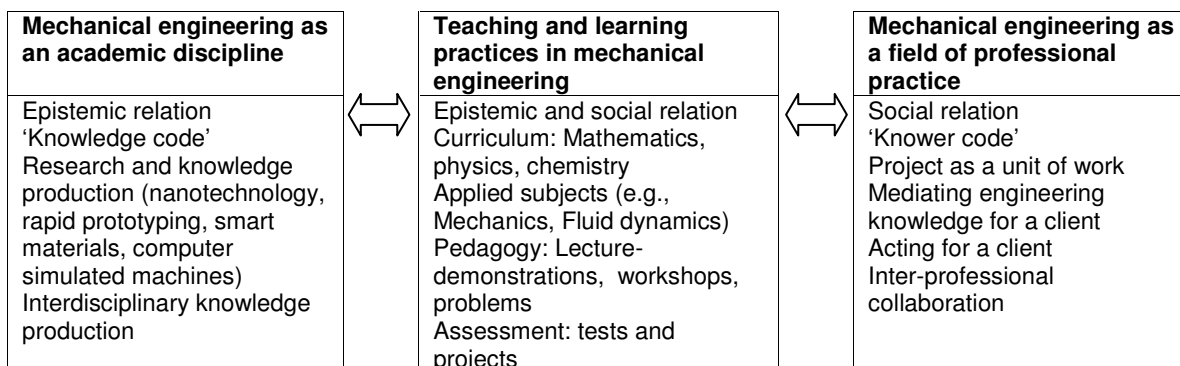 Mechanical engineering as
an academic discipline
Epistemic relation
‘Knowledge code’
Research and knowledge
production (nanotechnology,
rapid prototyping, smart
materials, computer
simulated machines)
Interdisciplinary knowledge
production
Teaching and learning
practices in mechanical
engineering
Epistemic and social relation
Curriculum: Mathematics,
physics, chemistry
Applied subjects (e.g.,
Mechanics, Fluid dynamics)
Pedagogy: Lecture-
demonstrations, workshops,
problems
Assessment: tests and
projects
Mechanical engineering as
a field of professional
practice
Social relation
‘Knower code’
Project as a unit of work
Mediating engineering
knowledge for a client
Acting for a client
Inter-professional
collaboration